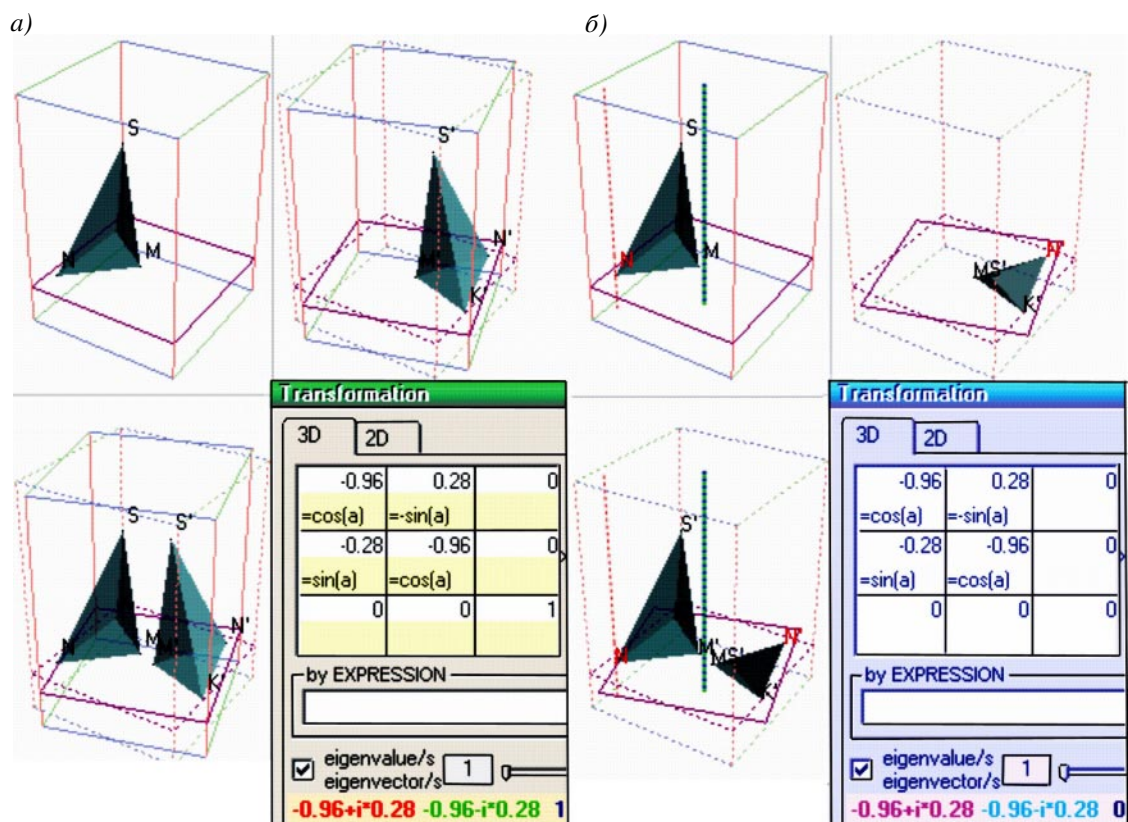 а) б)
S
N
M
S'
N'
M'
K'
S
N
M
N'
MS'
K'
S S'
N
M M'
N'
K'
Transformation
3D 2D
-0.96 0.28 0
=cos(a) =-sin(a)
-0.28 -0.96 0
=sin(a) =cos(a)
0 0 1
by EXPRESSION
eigenvalue/s
eigenvector/s
1
-0.96+i*0.28 -0.96-i*0.28 1
S'
N'
N
M'
MS'
K'
Transformation
3D 2D
-0.96 0.28 0
=cos(a) =-sin(a)
-0.28 -0.96 0
=sin(a) =cos(a)
0 0 0
by EXPRESSION
eigenvalue/s
eigenvector/s
1
-0.96+i*0.28 -0.96-i*0.28 0